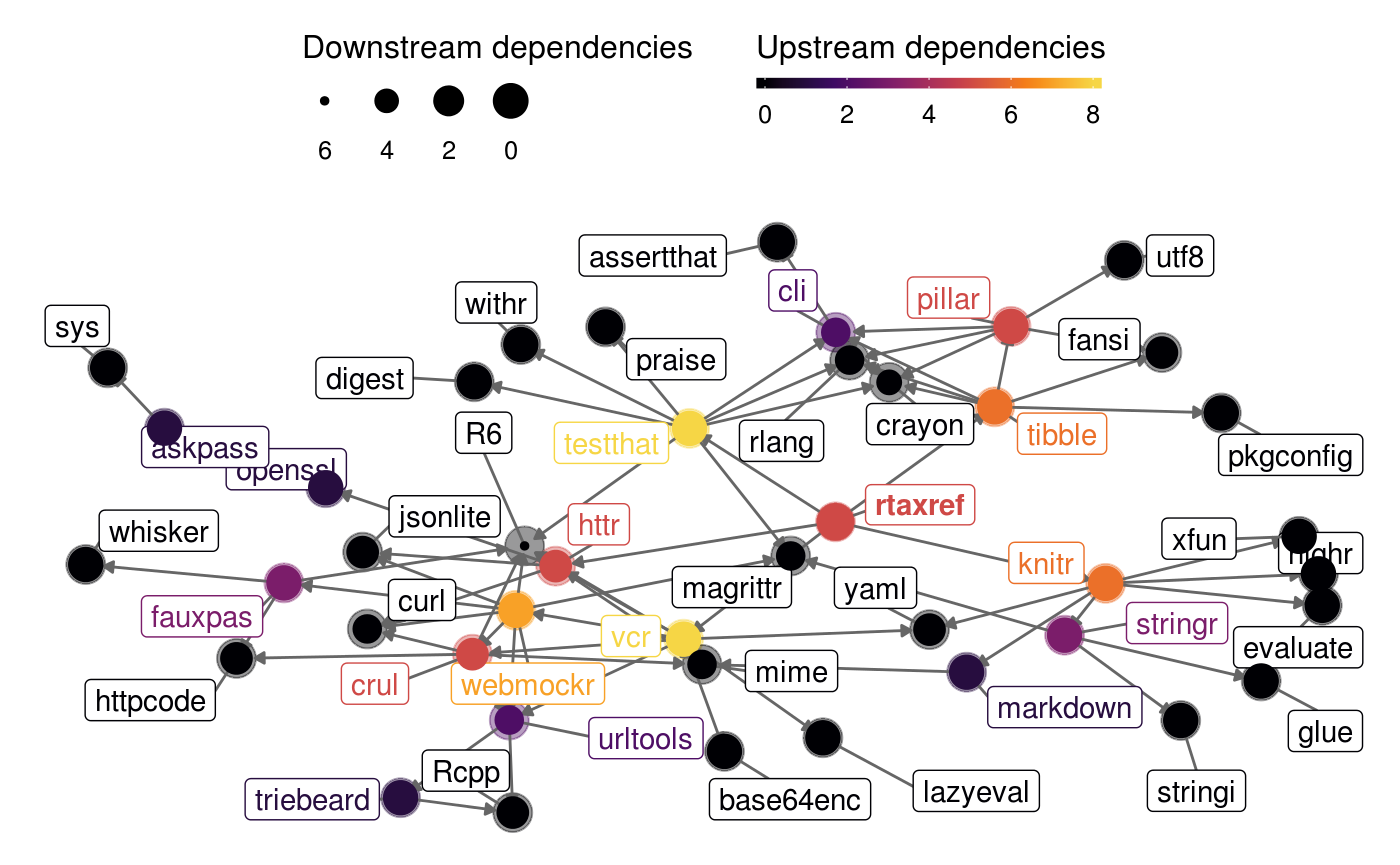 Downstream dependencies
Upstream dependencies
6 4 2 0
0 2 4 6 8
assertthat
utf8
cli
pillar
withr
sys
fansi
praise
digest
R6
crayon
testthat
rlang
tibble
askpass
pkgconfig
openssl
rtaxref
jsonlite
httr
whisker
xfun
highr
knitr
magrittr
yaml
curl
fauxpas
stringr
vcr
evaluate
mime
crul
webmockr
httpcode
markdown
glue
urltools
Rcpp
lazyeval
stringi
triebeard
base64enc